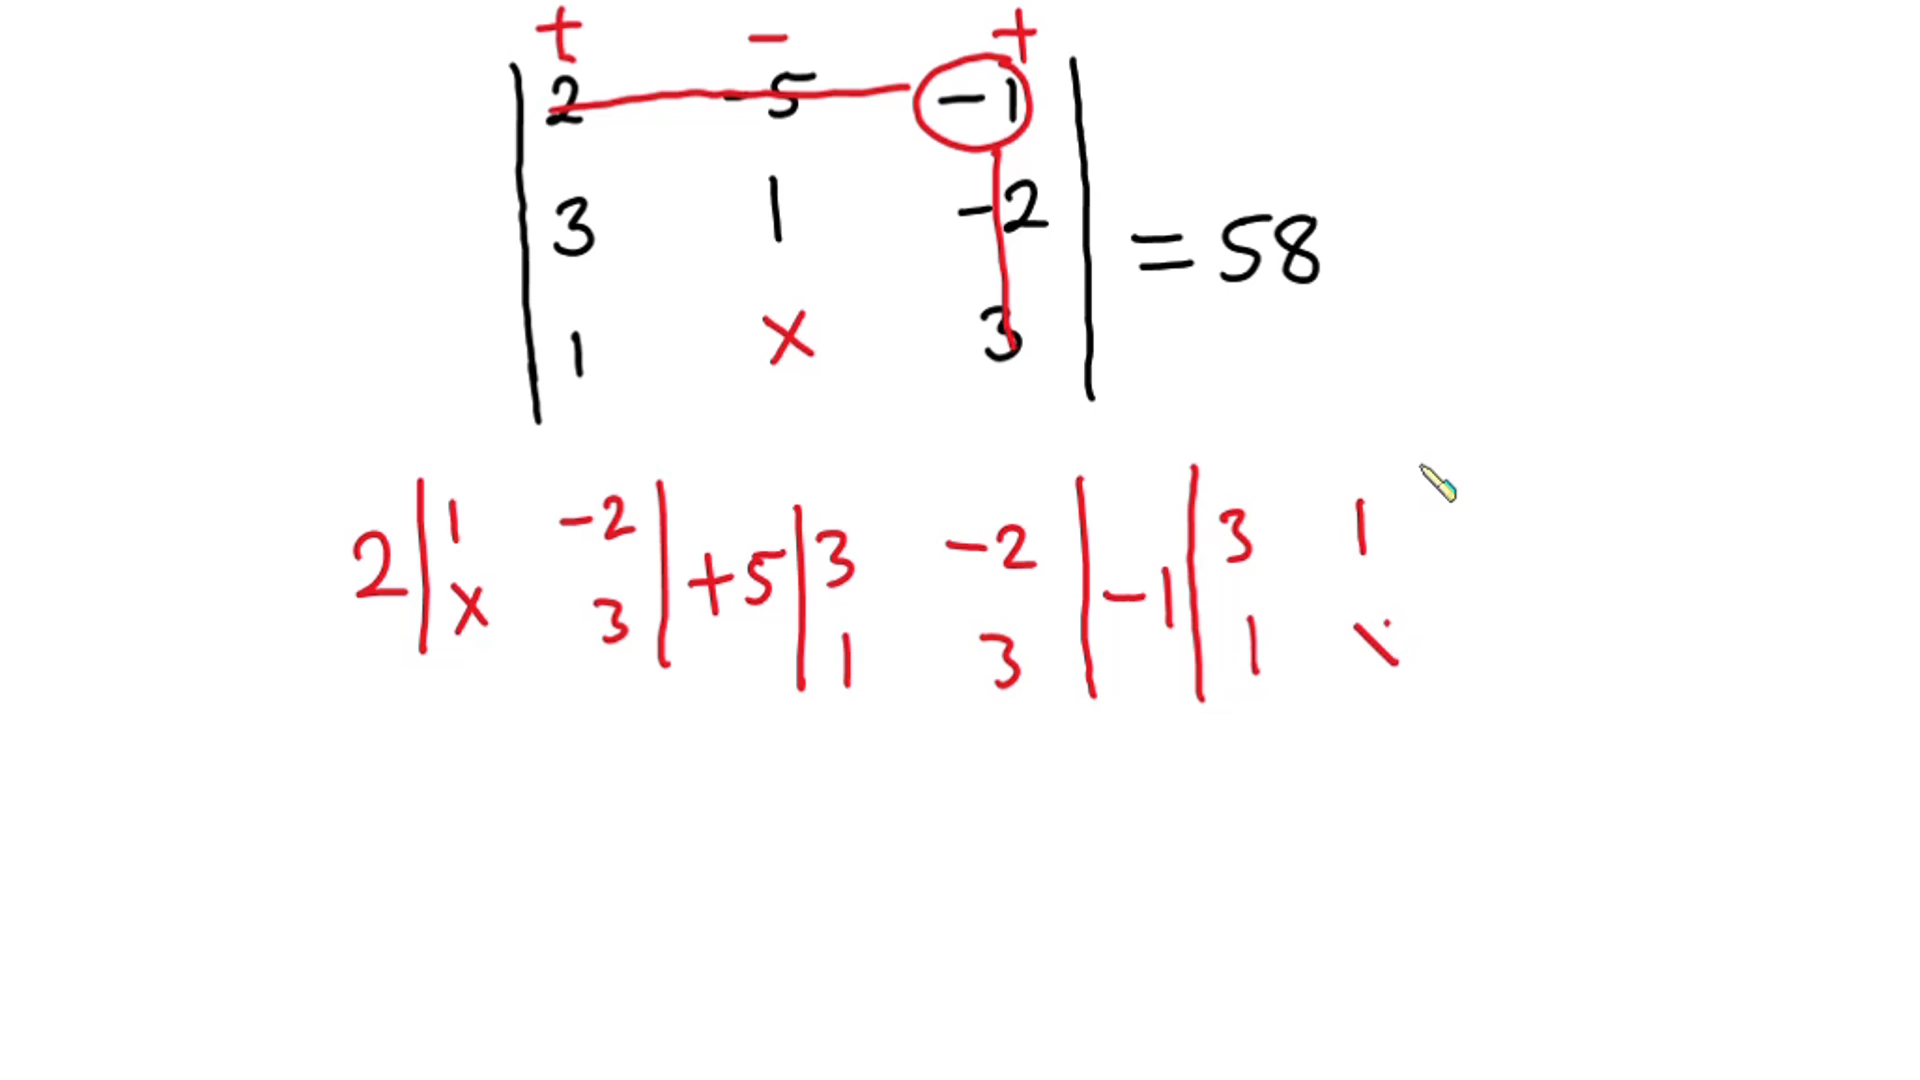 + - +
| 2 -5 -1 |
| 3 1 -2 | = 58
| 1 x 3 |
2 | 1 -2 | +5 | 3 -2 | -1 | 3 1
| x 3 | | 1 3 | | 1